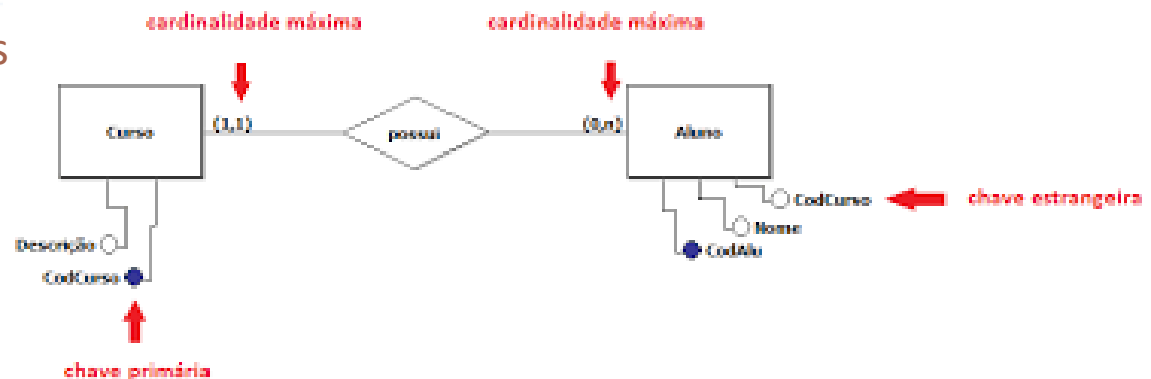 cardinalidade máxima
cardinalidade máxima
s
Curso
(1,1)
possui
(0,n)
Aluno
CodCurso
chave estrangeira
Nome
CodAlu
Descrição
CodCurso
chave primária